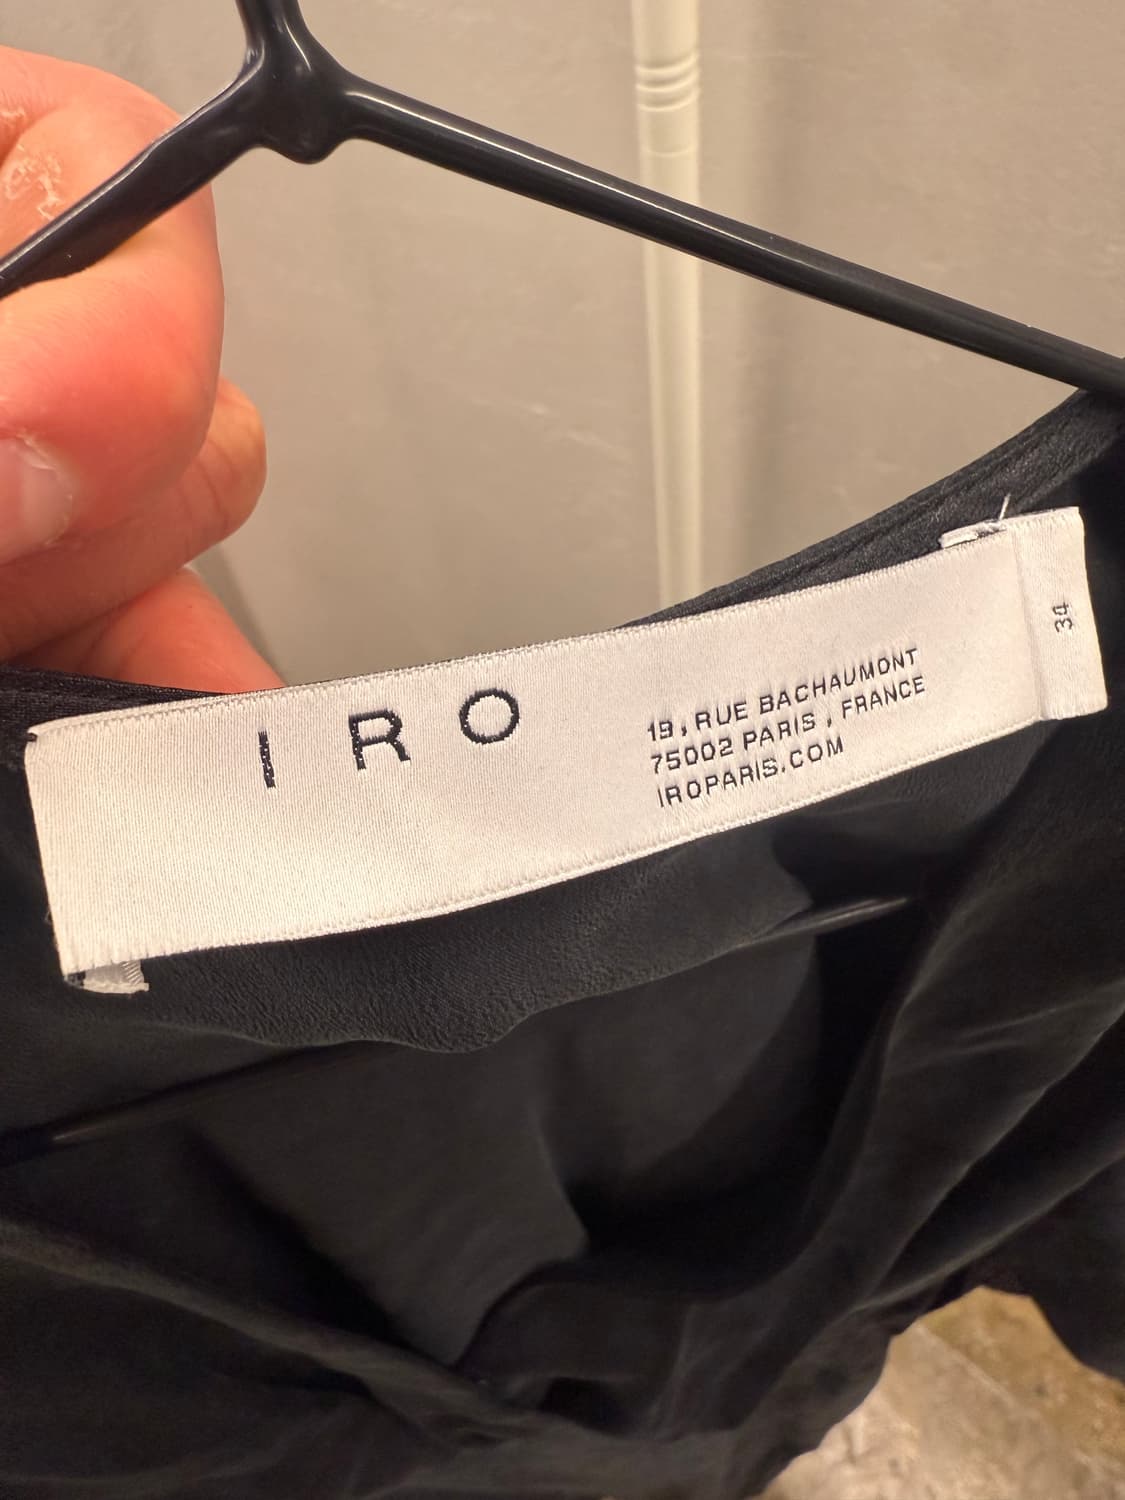 I R O
19, RUE BACHAUMONT
75002 PARIS, FRANCE
IROPARIS.COM
34